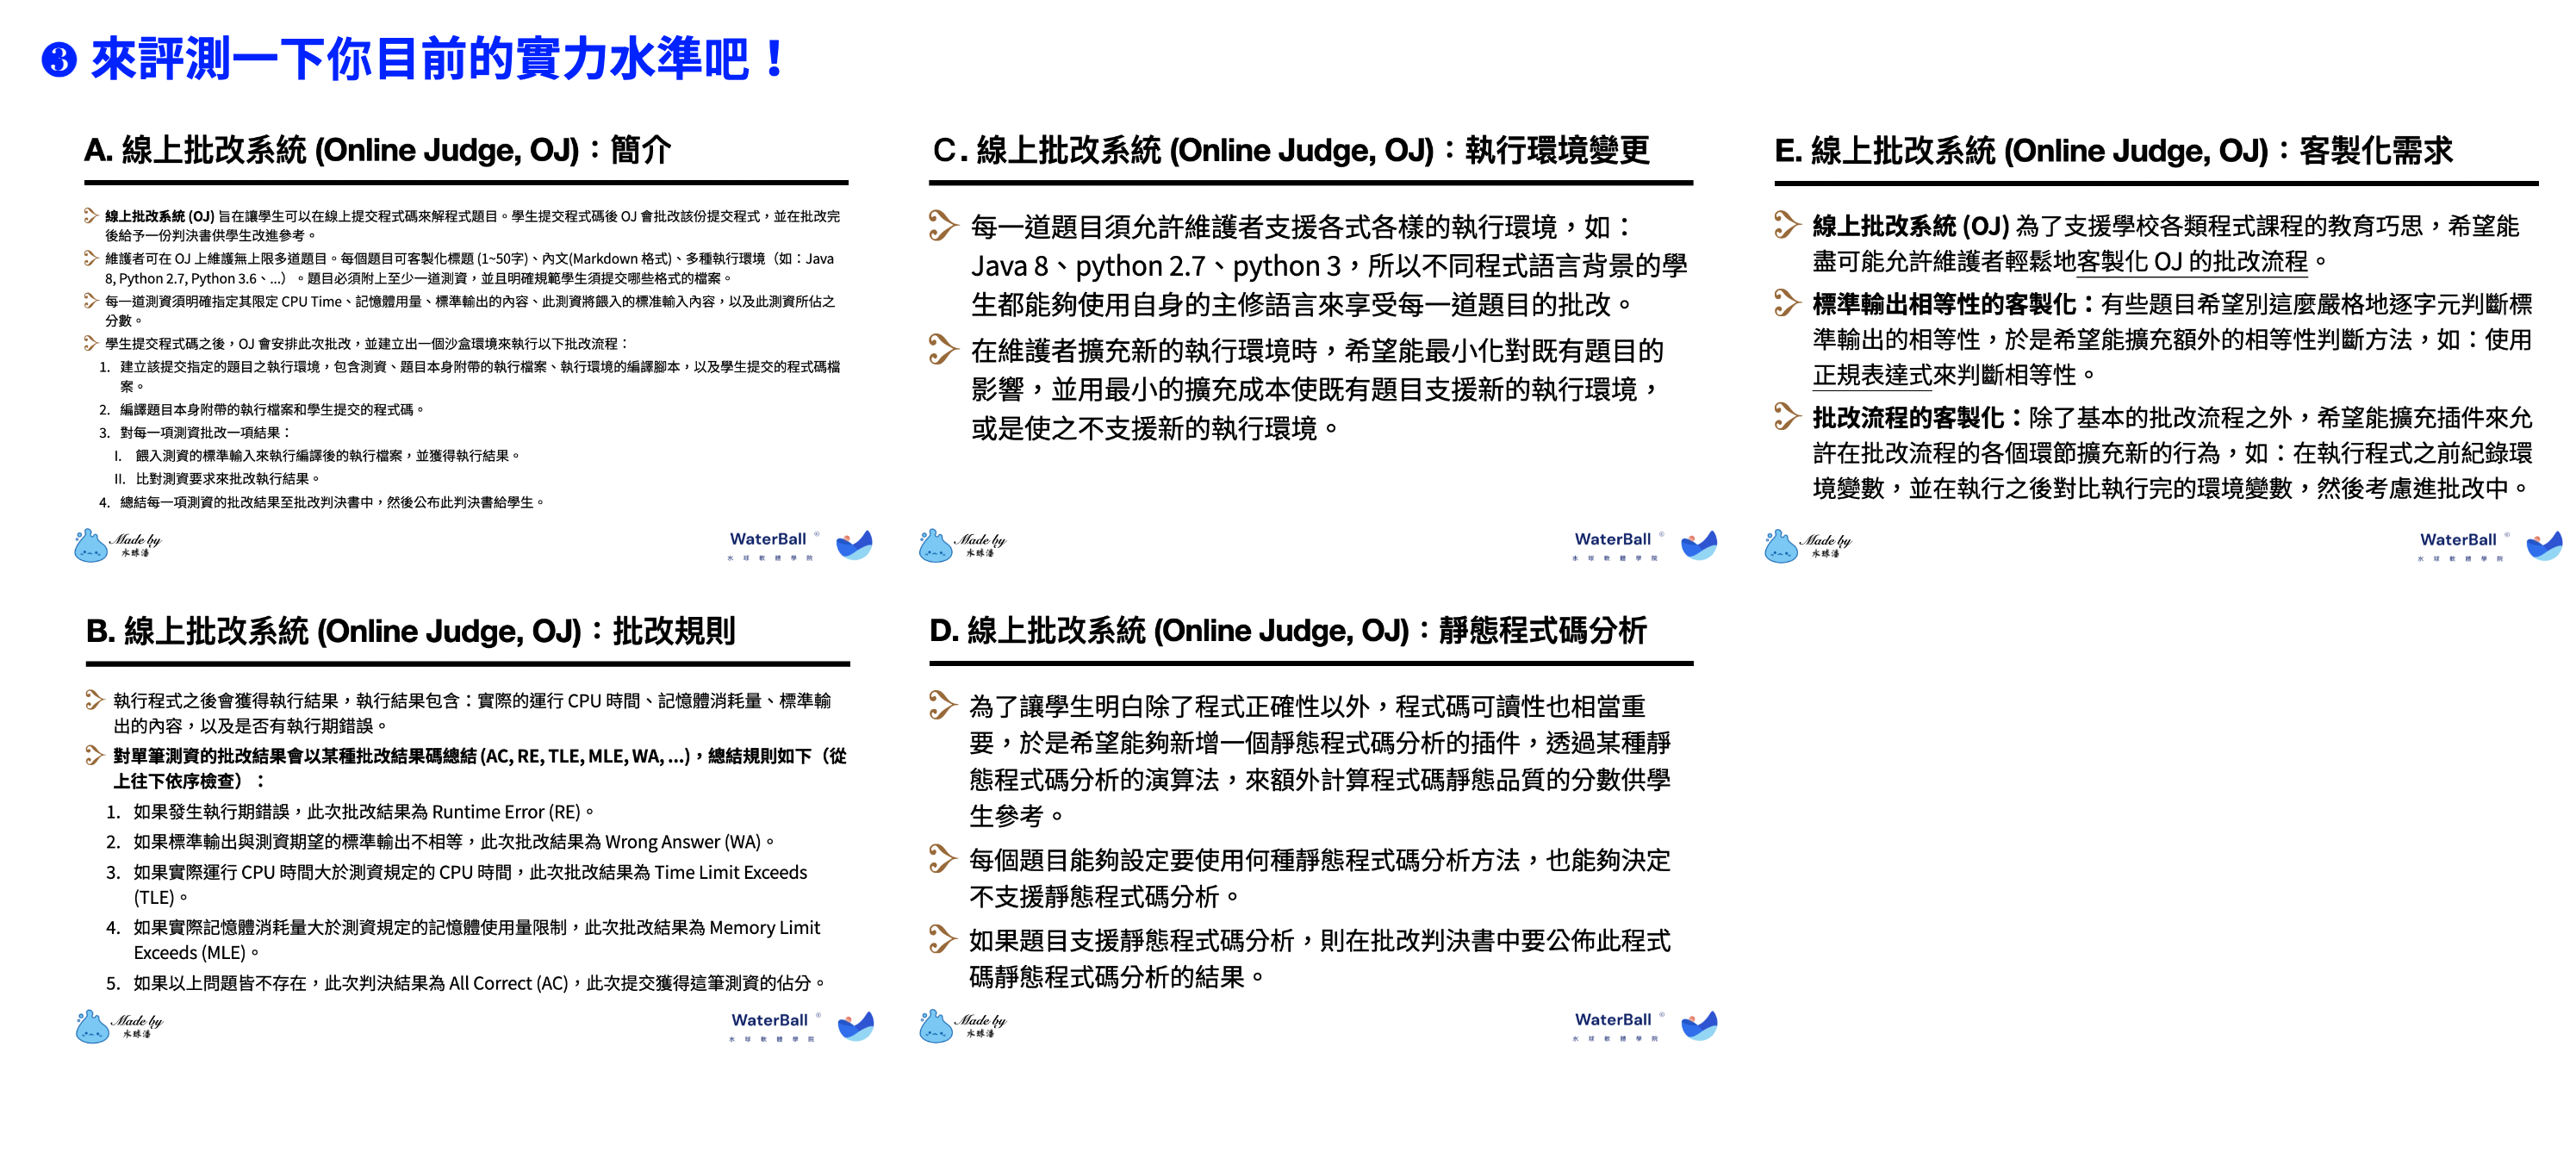 ❸ 來評測一下你目前的實力水準吧！
A. 線上批改系統 (Online Judge, OJ)：簡介
線上批改系統 (OJ) 旨在讓學生可以在線上提交程式碼來解程式題目。學生提交程式碼後 OJ 會批改該份提交程式，並在批改完
後給予一份判決書供學生改進參考。
維護者可在 OJ 上維護無上限多道題目。每個題目可客製化標題 (1~50字)、內文(Markdown 格式)、多種執行環境（如：Java
8, Python 2.7, Python 3.6、...）。題目必須附上至少一道測資，並且明確規範學生須提交哪些格式的檔案。
每一道測資須明確指定其限定 CPU Time、記憶體用量、標準輸出的內容、此測資將餵入的標准輸入內容，以及此測資所佔之
分數。
學生提交程式碼之後，OJ 會安排此次批改，並建立出一個沙盒環境來執行以下批改流程：
1. 建立該提交指定的題目之執行環境，包含測資、題目本身附帶的執行檔案、執行環境的編譯腳本，以及學生提交的程式碼檔
案。
2. 編譯題目本身附帶的執行檔案和學生提交的程式碼。
3. 對每一項測資批改一項結果：
I. 餵入測資的標準輸入來執行編譯後的執行檔案，並獲得執行結果。
II. 比對測資要求來批改執行結果。
4. 總結每一項測資的批改結果至批改判決書中，然後公布此判決書給學生。
Made by
水球潘
WaterBall ®
水球軟體學院
B. 線上批改系統 (Online Judge, OJ)：批改規則
執行程式之後會獲得執行結果，執行結果包含：實際的運行 CPU 時間、記憶體消耗量、標準輸
出的內容，以及是否有執行期錯誤。
對單筆測資的批改結果會以某種批改結果碼總結 (AC, RE, TLE, MLE, WA, ...)，總結規則如下（從
上往下依序檢查）：
1. 如果發生執行期錯誤，此次批改結果為 Runtime Error (RE)。
2. 如果標準輸出與測資期望的標準輸出不相等，此次批改結果為 Wrong Answer (WA)。
3. 如果實際運行 CPU 時間大於測資規定的 CPU 時間，此次批改結果為 Time Limit Exceeds
(TLE)。
4. 如果實際記憶體消耗量大於測資規定的記憶體使用量限制，此次批改結果為 Memory Limit
Exceeds (MLE)。
5. 如果以上問題皆不存在，此次判決結果為 All Correct (AC)，此次提交獲得這筆測資的佔分。
Made by
水球潘
WaterBall ®
水球軟體學院
C. 線上批改系統 (Online Judge, OJ)：執行環境變更
每一道題目須允許維護者支援各式各樣的執行環境，如：
Java 8、python 2.7、python 3，所以不同程式語言背景的學
生都能夠使用自身的主修語言來享受每一道題目的批改。
在維護者擴充新的執行環境時，希望能最小化對既有題目的
影響，並用最小的擴充成本使既有題目支援新的執行環境，
或是使之不支援新的執行環境。
Made by
水球潘
WaterBall ®
水球軟體學院
D. 線上批改系統 (Online Judge, OJ)：靜態程式碼分析
為了讓學生明白除了程式正確性以外，程式碼可讀性也相當重
要，於是希望能夠新增一個靜態程式碼分析的插件，透過某種靜
態程式碼分析的演算法，來額外計算程式碼靜態品質的分數供學
生參考。
每個題目能夠設定要使用何種靜態程式碼分析方法，也能夠決定
不支援靜態程式碼分析。
如果題目支援靜態程式碼分析，則在批改判決書中要公佈此程式
碼靜態程式碼分析的結果。
Made by
水球潘
WaterBall ®
水球軟體學院
E. 線上批改系統 (Online Judge, OJ)：客製化需求
線上批改系統 (OJ) 為了支援學校各類程式課程的教育巧思，希望能
盡可能允許維護者輕鬆地客製化 OJ 的批改流程。
標準輸出相等性的客製化：有些題目希望別這麼嚴格地逐字元判斷標
準輸出的相等性，於是希望能擴充額外的相等性判斷方法，如：使用
正規表達式來判斷相等性。
批改流程的客製化：除了基本的批改流程之外，希望能擴充插件來允
許在批改流程的各個環節擴充新的行為，如：在執行程式之前紀錄環
境變數，並在執行之後對比執行完的環境變數，然後考慮進批改中。
Made by
水球潘
WaterBall ®
水球軟體學院